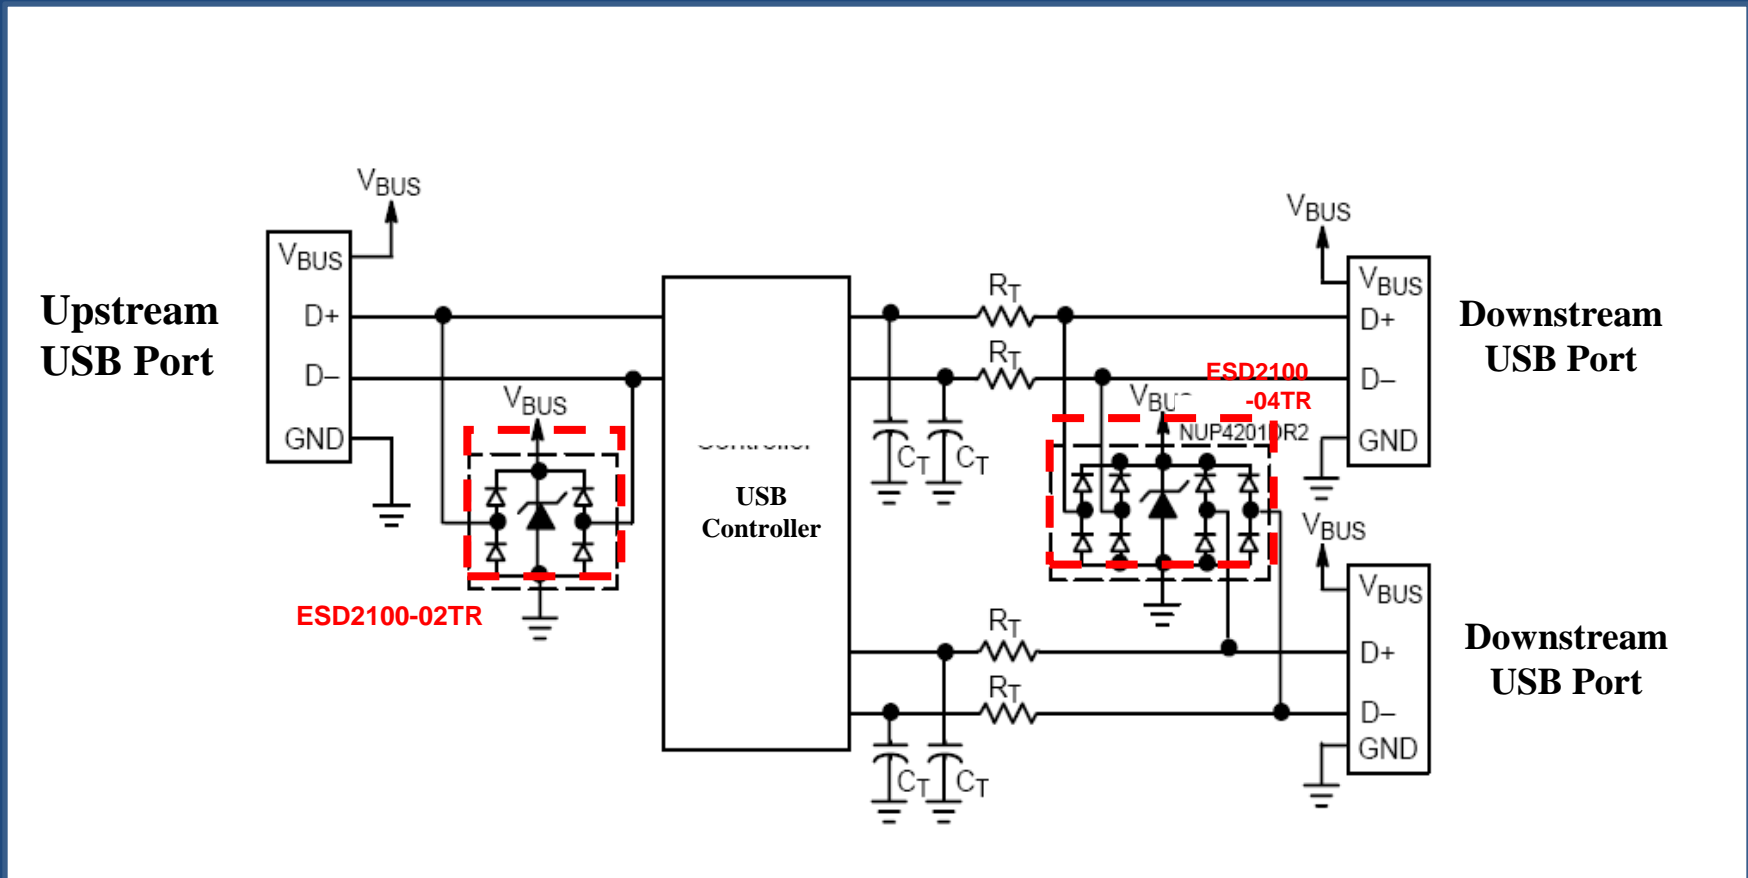 VBUS
VBUS
D+
D–
GND
Upstream
USB Port
VBUS
ESD2100-02TR
USB
Controller
RT
RT
CT
CT
RT
RT
CT
CT
VBUS
ESD2100
-04TR
VBUS
D+
D–
GND
Downstream
USB Port
VBUS
VBUS
D+
D–
GND
Downstream
USB Port